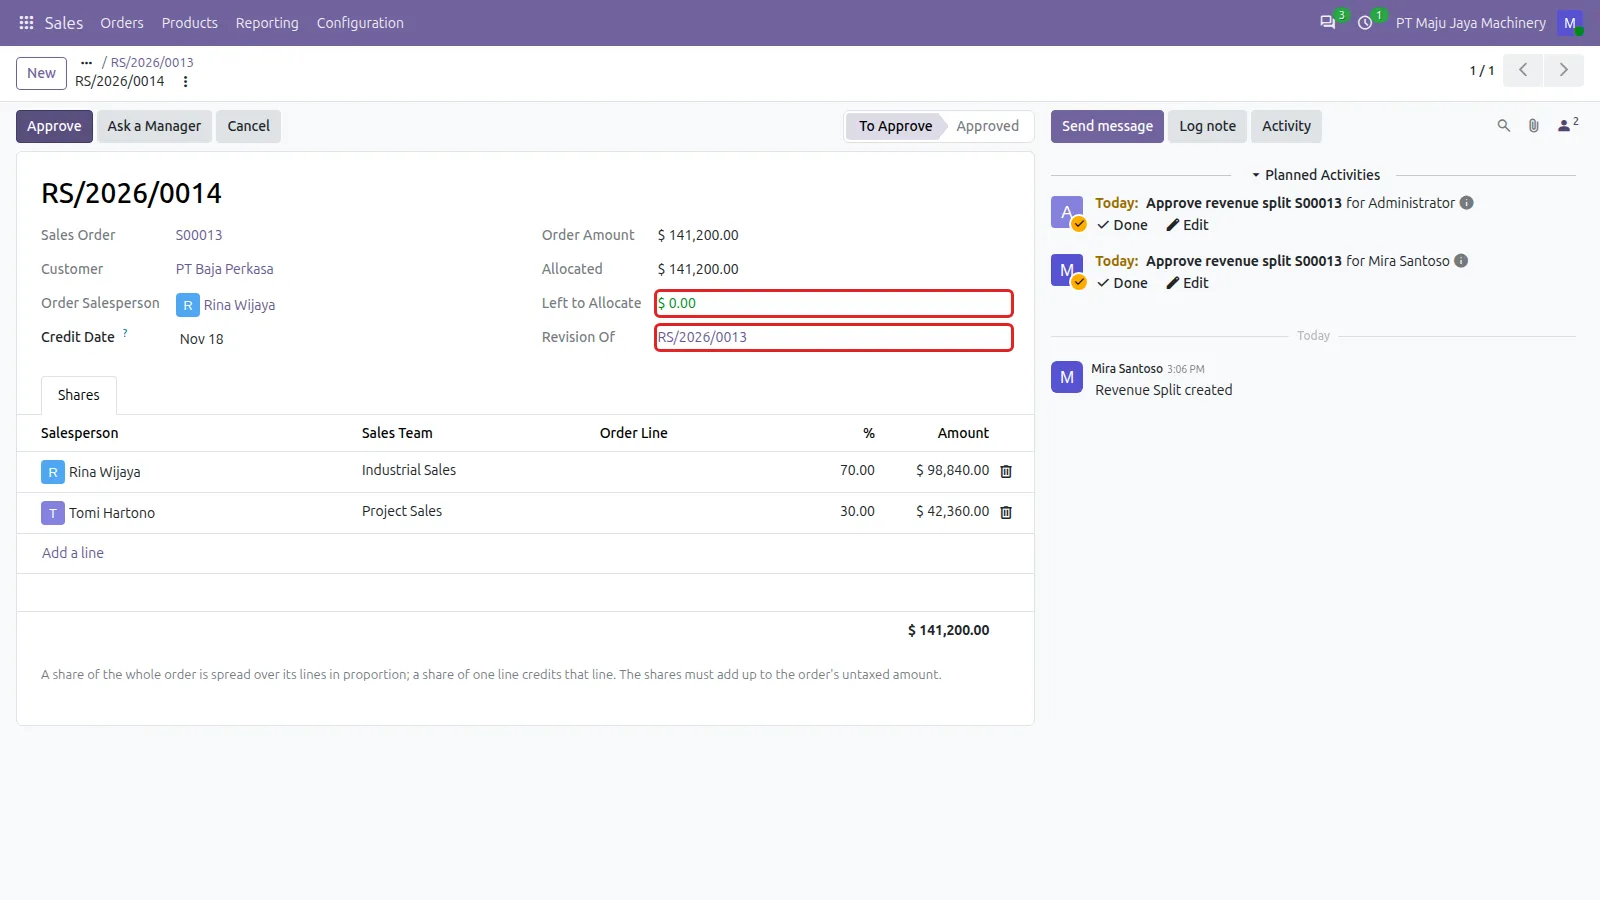 Sales Orders Products Reporting Configuration
3 1 PT Maju Jaya Machinery M
New
... / RS/2026/0013
RS/2026/0014
1 / 1
Approve Ask a Manager Cancel
To Approve Approved
Send message Log note Activity
2
RS/2026/0014
Sales Order S00013
Customer PT Baja Perkasa
Order Salesperson R Rina Wijaya
Credit Date ? Nov 18
Order Amount $ 141,200.00
Allocated $ 141,200.00
Left to Allocate $ 0.00
Revision Of RS/2026/0013
Shares
Salesperson Sales Team Order Line % Amount
R Rina Wijaya Industrial Sales 70.00 $ 98,840.00
T Tomi Hartono Project Sales 30.00 $ 42,360.00
Add a line
$ 141,200.00
A share of the whole order is spread over its lines in proportion; a share of one line credits that line. The shares must add up to the order's untaxed amount.
Planned Activities
A Today: Approve revenue split S00013 for Administrator
Done Edit
M Today: Approve revenue split S00013 for Mira Santoso
Done Edit
Today
M Mira Santoso 3:06 PM
Revenue Split created